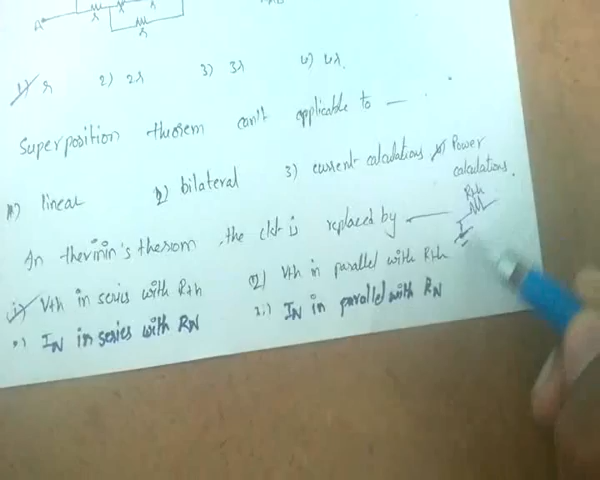 A
r
r
1) r 2) 2r 3) 3r 4) 4r.
Superposition theorem can't applicable to — .
1) linear 2) bilateral 3) current calculations 4) Power calculations.
In thevinin's theorem, the ckt is replaced by —
Rth
1) Vth in series with Rth 2) Vth in parallel with Rth
IN in series with RN IN in parallel with RN